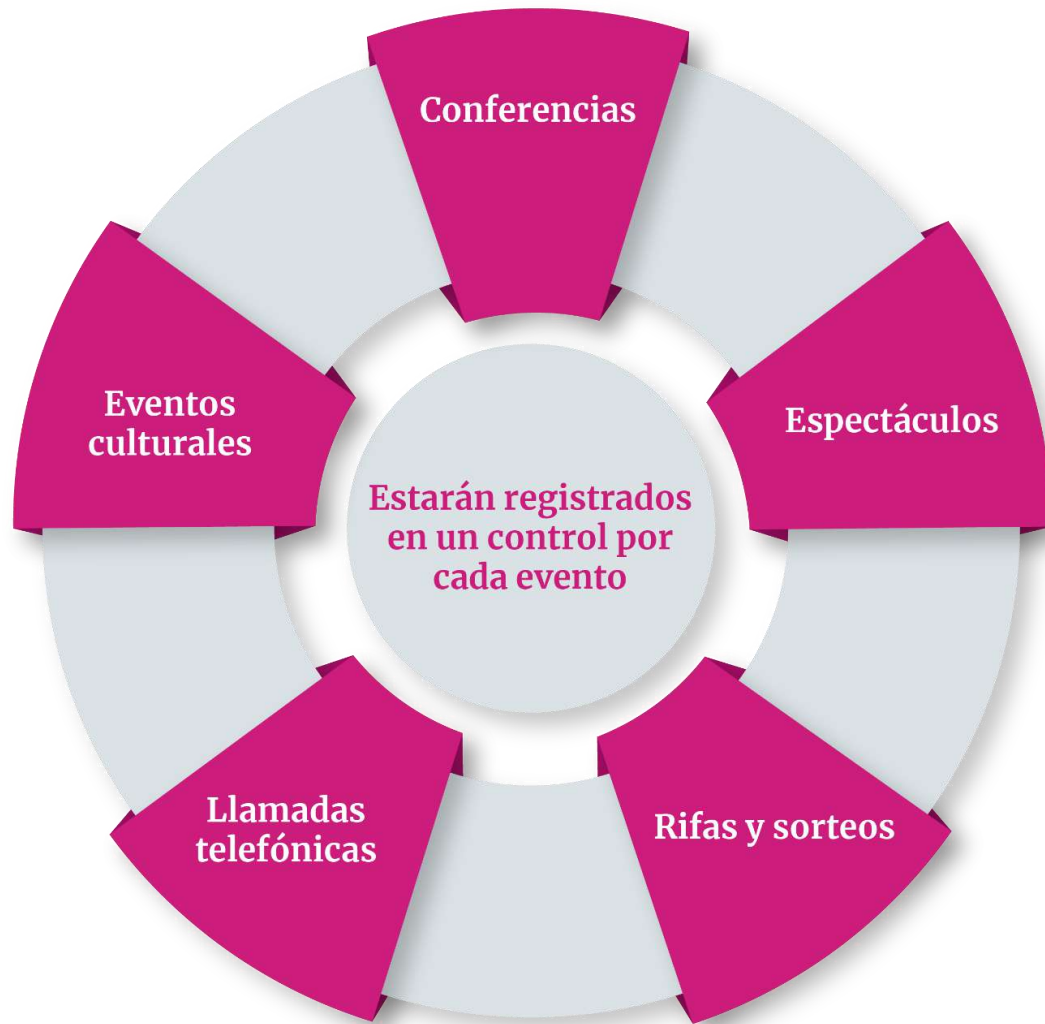 Conferencias
Espectáculos
Rifas y sorteos
Llamadas
telefónicas
Eventos
culturales
Estarán registrados
en un control por
cada evento